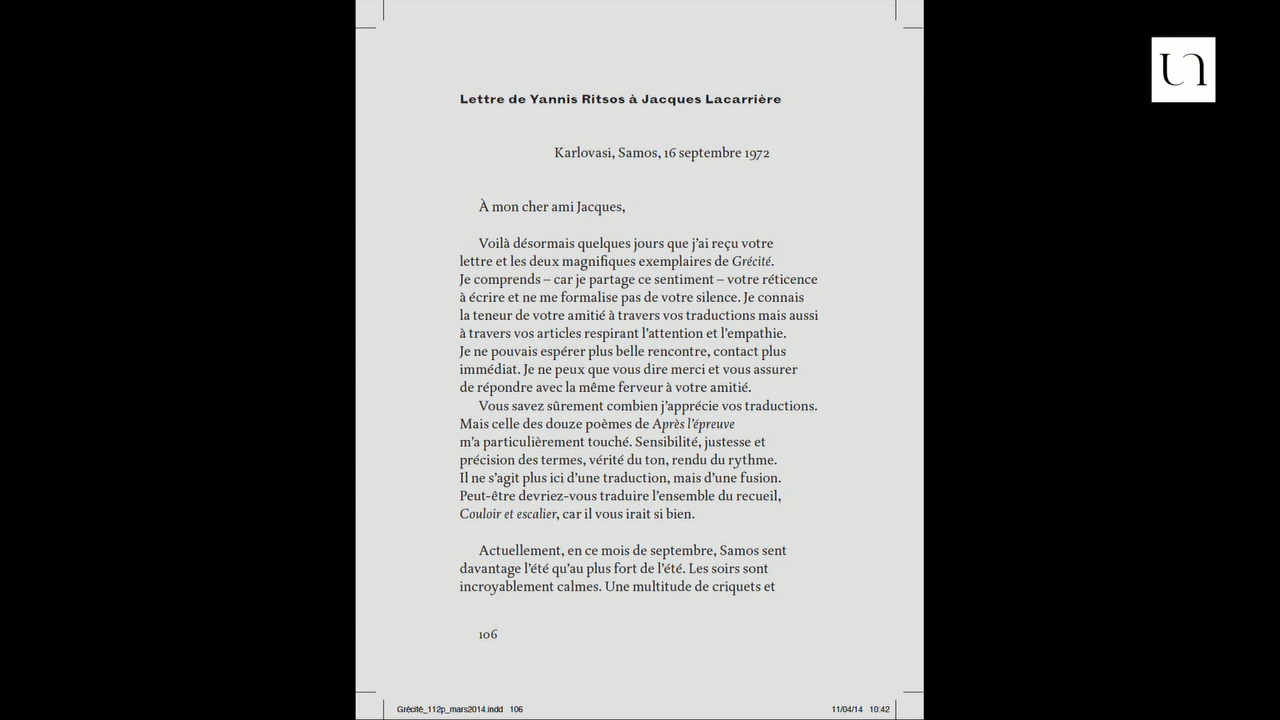 Lettre de Yannis Ritsos à Jacques Lacarrière
Karlovasi, Samos, 16 septembre 1972
À mon cher ami Jacques,
Voilà désormais quelques jours que j’ai reçu votre
lettre et les deux magnifiques exemplaires de Grécité.
Je comprends – car je partage ce sentiment – votre réticence
à écrire et ne me formalise pas de votre silence. Je connais
la teneur de votre amitié à travers vos traductions mais aussi
à travers vos articles respirant l’attention et l’empathie.
Je ne pouvais espérer plus belle rencontre, contact plus
immédiat. Je ne peux que vous dire merci et vous assurer
de répondre avec la même ferveur à votre amitié.
Vous savez sûrement combien j’apprécie vos traductions.
Mais celle des douze poèmes de Après l’épreuve
m’a particulièrement touché. Sensibilité, justesse et
précision des termes, vérité du ton, rendu du rythme.
Il ne s’agit plus ici d’une traduction, mais d’une fusion.
Peut-être devriez-vous traduire l’ensemble du recueil,
Couloir et escalier, car il vous irait si bien.
Actuellement, en ce mois de septembre, Samos sent
davantage l’été qu’au plus fort de l’été. Les soirs sont
incroyablement calmes. Une multitude de criquets et
106
Grécité_112p_mars2014.indd 106
11/04/14 10:42